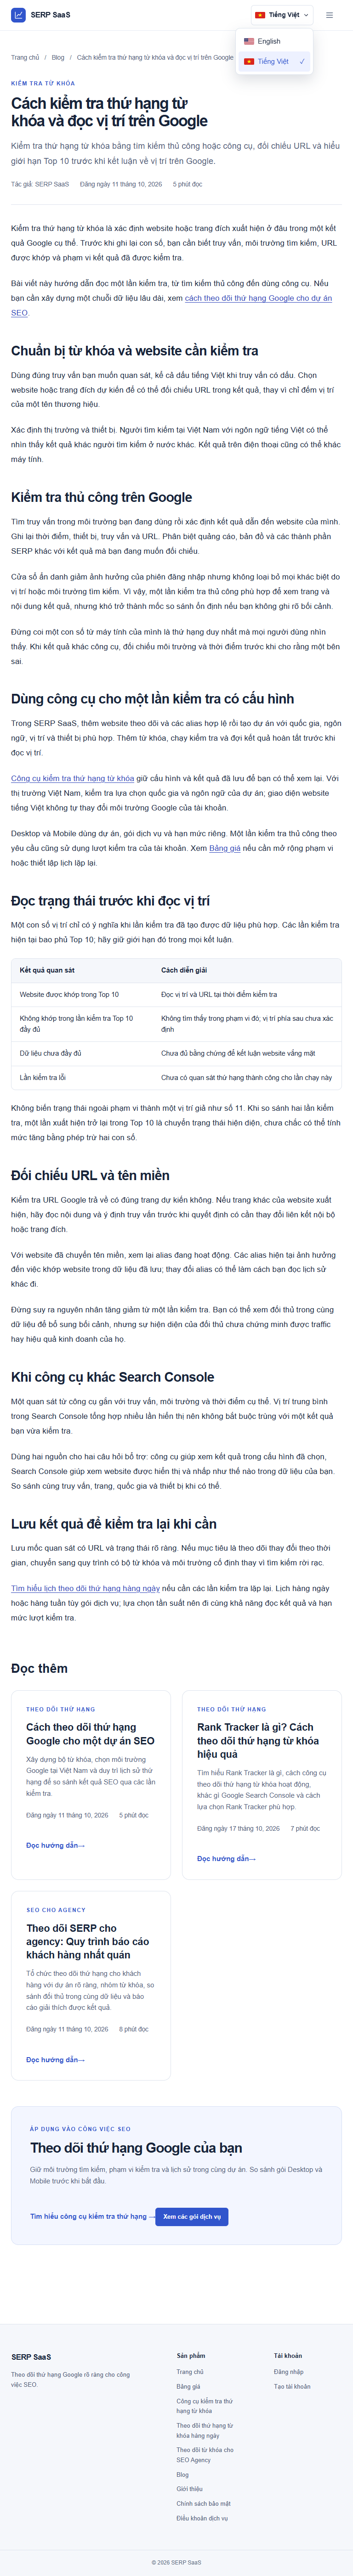 SERP SaaS
Tiếng Việt
English
Tiếng Việt ✓
Trang chủ / Blog / Cách kiểm tra thứ hạng từ khóa và đọc vị trí trên Google
KIỂM TRA TỪ KHÓA
Cách kiểm tra thứ hạng từ
khóa và đọc vị trí trên Google
Kiểm tra thứ hạng từ khóa bằng tìm kiếm thủ công hoặc công cụ, đối chiếu URL và hiểu
giới hạn Top 10 trước khi kết luận về vị trí trên Google.
Tác giả: SERP SaaS Đăng ngày 11 tháng 10, 2026 5 phút đọc
Kiểm tra thứ hạng từ khóa là xác định website hoặc trang đích xuất hiện ở đâu trong một kết
quả Google cụ thể. Trước khi ghi lại con số, bạn cần biết truy vấn, môi trường tìm kiếm, URL
được khớp và phạm vi kết quả đã được kiểm tra.
Bài viết này hướng dẫn đọc một lần kiểm tra, từ tìm kiếm thủ công đến dùng công cụ. Nếu
bạn cần xây dựng một chuỗi dữ liệu lâu dài, xem cách theo dõi thứ hạng Google cho dự án
SEO.
Chuẩn bị từ khóa và website cần kiểm tra
Dùng đúng truy vấn bạn muốn quan sát, kể cả dấu tiếng Việt khi truy vấn có dấu. Chọn
website hoặc trang đích dự kiến để có thể đối chiếu URL trong kết quả, thay vì chỉ đếm vị trí
của một tên thương hiệu.
Xác định thị trường và thiết bị. Người tìm kiếm tại Việt Nam với ngôn ngữ tiếng Việt có thể
nhìn thấy kết quả khác người tìm kiếm ở nước khác. Kết quả trên điện thoại cũng có thể khác
máy tính.
Kiểm tra thủ công trên Google
Tìm truy vấn trong môi trường bạn đang dùng rồi xác định kết quả dẫn đến website của mình.
Ghi lại thời điểm, thiết bị, truy vấn và URL. Phân biệt quảng cáo, bản đồ và các thành phần
SERP khác với kết quả mà bạn đang muốn đối chiếu.
Cửa sổ ẩn danh giảm ảnh hưởng của phiên đăng nhập nhưng không loại bỏ mọi khác biệt do
vị trí hoặc môi trường tìm kiếm. Vì vậy, một lần kiểm tra thủ công phù hợp để xem trang và
nội dung kết quả, nhưng khó trở thành mốc so sánh ổn định nếu bạn không ghi rõ bối cảnh.
Đừng coi một con số từ máy tính của mình là thứ hạng duy nhất mà mọi người dùng nhìn
thấy. Khi kết quả khác công cụ, đối chiếu môi trường và thời điểm trước khi cho rằng một bên
sai.
Dùng công cụ cho một lần kiểm tra có cấu hình
Trong SERP SaaS, thêm website theo dõi và các alias hợp lệ rồi tạo dự án với quốc gia, ngôn
ngữ, vị trí và thiết bị phù hợp. Thêm từ khóa, chạy kiểm tra và đợi kết quả hoàn tất trước khi
đọc vị trí.
Công cụ kiểm tra thứ hạng từ khóa giữ cấu hình và kết quả đã lưu để bạn có thể xem lại. Với
thị trường Việt Nam, kiểm tra lựa chọn quốc gia và ngôn ngữ của dự án; giao diện website
tiếng Việt không tự thay đổi môi trường Google của tài khoản.
Desktop và Mobile dùng dự án, gói dịch vụ và hạn mức riêng. Một lần kiểm tra thủ công theo
yêu cầu cũng sử dụng lượt kiểm tra của tài khoản. Xem Bảng giá nếu cần mở rộng phạm vi
hoặc thiết lập lịch lặp lại.
Đọc trạng thái trước khi đọc vị trí
Một con số vị trí chỉ có ý nghĩa khi lần kiểm tra đã tạo được dữ liệu phù hợp. Các lần kiểm tra
hiện tại bao phủ Top 10; hãy giữ giới hạn đó trong mọi kết luận.
Kết quả quan sát Cách diễn giải
Website được khớp trong Top 10 Đọc vị trí và URL tại thời điểm kiểm tra
Không khớp trong lần kiểm tra Top 10 Không tìm thấy trong phạm vi đó; vị trí phía sau chưa xác
đầy đủ định
Dữ liệu chưa đầy đủ Chưa đủ bằng chứng để kết luận website vắng mặt
Lần kiểm tra lỗi Chưa có quan sát thứ hạng thành công cho lần chạy này
Không biến trạng thái ngoài phạm vi thành một vị trí giả như số 11. Khi so sánh hai lần kiểm
tra, một lần xuất hiện trở lại trong Top 10 là chuyển trạng thái hiện diện, chưa chắc có thể tính
mức tăng bằng phép trừ hai con số.
Đối chiếu URL và tên miền
Kiểm tra URL Google trả về có đúng trang dự kiến không. Nếu trang khác của website xuất
hiện, hãy đọc nội dung và ý định truy vấn trước khi quyết định có cần thay đổi liên kết nội bộ
hoặc trang đích.
Với website đã chuyển tên miền, xem lại alias đang hoạt động. Các alias hiện tại ảnh hưởng
đến việc khớp website trong dữ liệu đã lưu; thay đổi alias có thể làm cách bạn đọc lịch sử
khác đi.
Đừng suy ra nguyên nhân tăng giảm từ một lần kiểm tra. Bạn có thể xem đối thủ trong cùng
dữ liệu để bổ sung bối cảnh, nhưng sự hiện diện của đối thủ chưa chứng minh được traffic
hay hiệu quả kinh doanh của họ.
Khi công cụ khác Search Console
Một quan sát từ công cụ gắn với truy vấn, môi trường và thời điểm cụ thể. Vị trí trung bình
trong Search Console tổng hợp nhiều lần hiển thị nên không bắt buộc trùng với một kết quả
bạn vừa kiểm tra.
Dùng hai nguồn cho hai câu hỏi bổ trợ: công cụ giúp xem kết quả trong cấu hình đã chọn,
Search Console giúp xem website được hiển thị và nhấp như thế nào trong dữ liệu của bạn.
So sánh cùng truy vấn, trang, quốc gia và thiết bị khi có thể.
Lưu kết quả để kiểm tra lại khi cần
Lưu mốc quan sát có URL và trạng thái rõ ràng. Nếu mục tiêu là theo dõi thay đổi theo thời
gian, chuyển sang quy trình có bộ từ khóa và môi trường cố định thay vì tìm kiếm rời rạc.
Tìm hiểu lịch theo dõi thứ hạng hàng ngày nếu cần các lần kiểm tra lặp lại. Lịch hàng ngày
hoặc hàng tuần tùy gói dịch vụ; lựa chọn tần suất nên đi cùng khả năng đọc kết quả và hạn
mức lượt kiểm tra.
Đọc thêm
THEO DÕI THỨ HẠNG
Cách theo dõi thứ hạng
Google cho một dự án SEO
Xây dựng bộ từ khóa, chọn môi trường
Google tại Việt Nam và duy trì lịch sử thứ
hạng để so sánh kết quả SEO qua các lần
kiểm tra.
Đăng ngày 11 tháng 10, 2026 5 phút đọc
Đọc hướng dẫn→
THEO DÕI THỨ HẠNG
Rank Tracker là gì? Cách
theo dõi thứ hạng từ khóa
hiệu quả
Tìm hiểu Rank Tracker là gì, cách công cụ
theo dõi thứ hạng từ khóa hoạt động,
khác gì Google Search Console và cách
lựa chọn Rank Tracker phù hợp.
Đăng ngày 17 tháng 10, 2026 7 phút đọc
Đọc hướng dẫn→
SEO CHO AGENCY
Theo dõi SERP cho
agency: Quy trình báo cáo
khách hàng nhất quán
Tổ chức theo dõi thứ hạng cho khách
hàng với dự án rõ ràng, nhóm từ khóa, so
sánh đối thủ trong cùng dữ liệu và báo
cáo giải thích được kết quả.
Đăng ngày 11 tháng 10, 2026 8 phút đọc
Đọc hướng dẫn→
ÁP DỤNG VÀO CÔNG VIỆC SEO
Theo dõi thứ hạng Google của bạn
Giữ môi trường tìm kiếm, phạm vi kiểm tra và lịch sử trong cùng dự án. So sánh gói Desktop và
Mobile trước khi bắt đầu.
Tìm hiểu công cụ kiểm tra thứ hạng → Xem các gói dịch vụ
SERP SaaS
Theo dõi thứ hạng Google rõ ràng cho công
việc SEO.
Sản phẩm
Trang chủ
Bảng giá
Công cụ kiểm tra thứ
hạng từ khóa
Theo dõi thứ hạng từ
khóa hàng ngày
Theo dõi từ khóa cho
SEO Agency
Blog
Giới thiệu
Chính sách bảo mật
Điều khoản dịch vụ
Tài khoản
Đăng nhập
Tạo tài khoản
© 2026 SERP SaaS